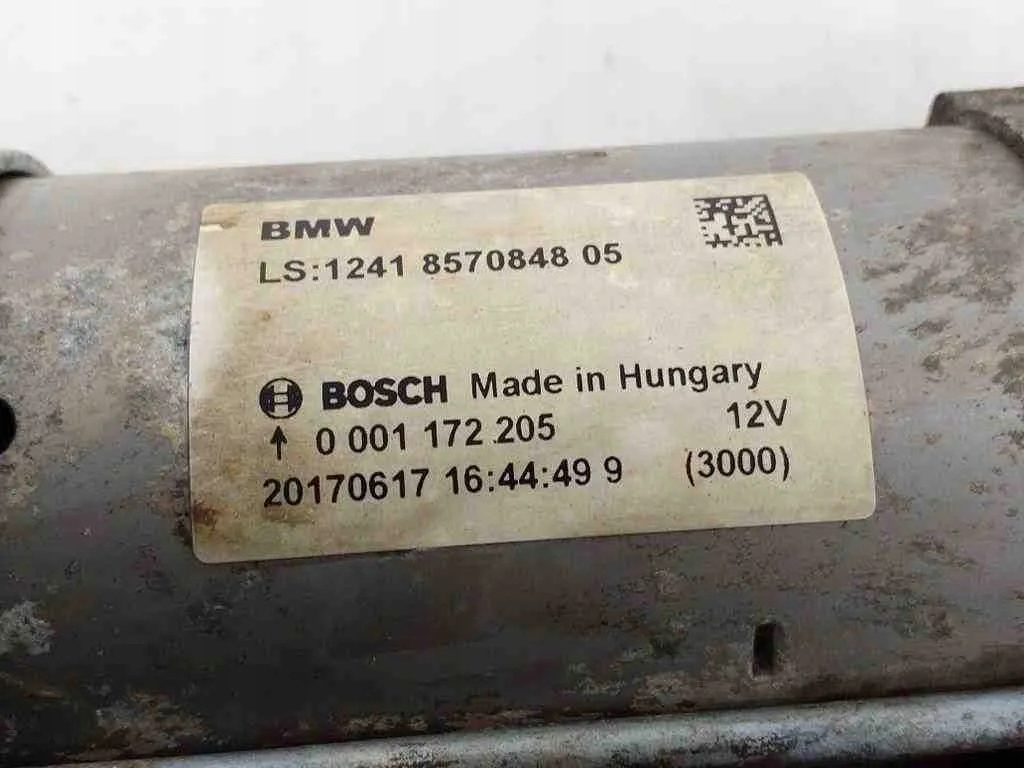 BMW
LS:1241 8570848 05
BOSCH Made in Hungary
↑ 0 001 172 205 12V
20170617 16:44:49 9 (3000)